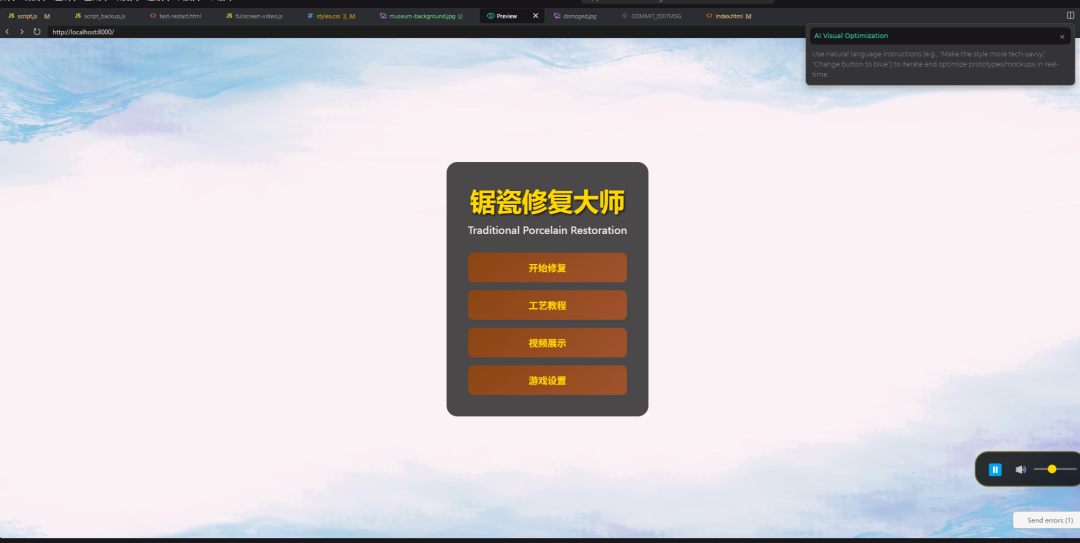 script.js M
script_backup.js
test-restart.html
fullscreen-video.js
styles.css 3, M
museum-background.jpg U
Preview
damaged.jpg
COMMIT_EDITMSG
index.html M
http://localhost:8000/
AI Visual Optimization
Use natural language instructions (e.g., "Make the style more tech-savvy,"
"Change button to blue") to iterate and optimize prototypes/mockups in real-
time.
锯瓷修复大师
Traditional Porcelain Restoration
开始修复
工艺教程
视频展示
游戏设置
Send errors (1)